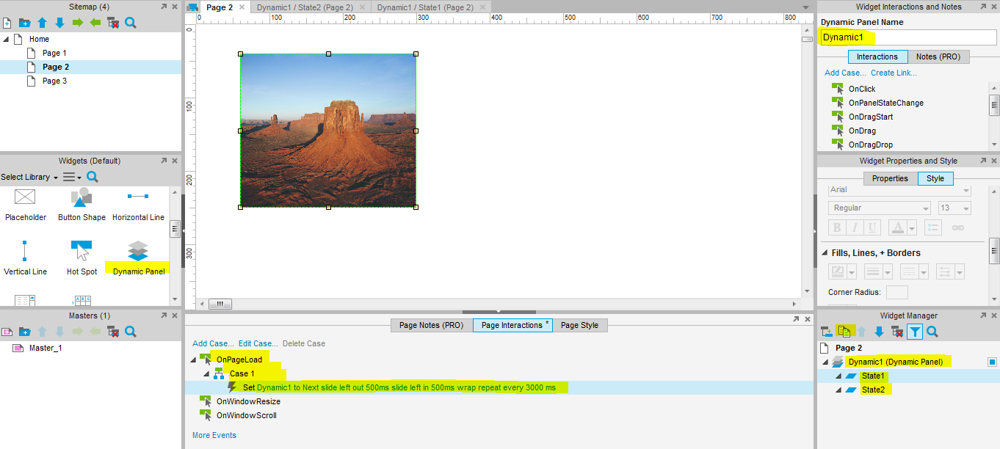 Sitemap (4)
Home
Page 1
Page 2
Page 3
Widgets (Default)
Select Library
Placeholder
Button Shape
Horizontal Line
Vertical Line
Hot Spot
Dynamic Panel
A B C
1
Masters (1)
Master_1
Page 2
Dynamic1 / State2 (Page 2)
Dynamic1 / State1 (Page 2)
0 100 200 300 400 500 600 700 800
0
100
200
300
Page Notes (PRO)
Page Interactions *
Page Style
Add Case... Edit Case... Delete Case
OnPageLoad
Case 1
Set Dynamic1 to Next slide left out 500ms slide left in 500ms wrap repeat every 3000 ms
OnWindowResize
OnWindowScroll
More Events
Widget Interactions and Notes
Dynamic Panel Name
Dynamic1
Interactions
Notes (PRO)
Add Case... Create Link...
OnClick
OnPanelStateChange
OnDragStart
OnDrag
OnDragDrop
Widget Properties and Style
Properties
Style
Arial
Regular
13
B I U A
Fills, Lines, + Borders
Corner Radius:
Widget Manager
Page 2
Dynamic1 (Dynamic Panel)
State1
State2